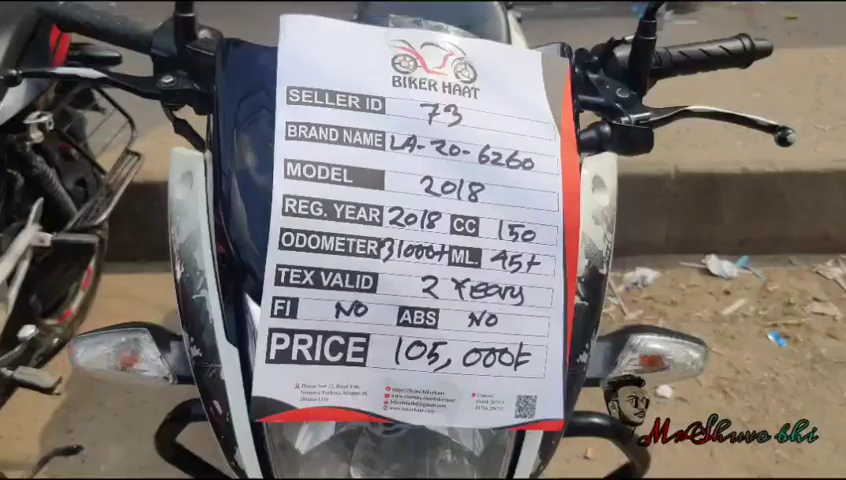 BIKER HAAT
SELLER ID 73
BRAND NAME LA-20-6260
MODEL 2018
REG. YEAR 2018 CC 150
ODOMETER 31000+ ML. 45+
TEX VALID 2 Years
FI NO ABS NO
PRICE 105,000/-
MnShuvo bhi